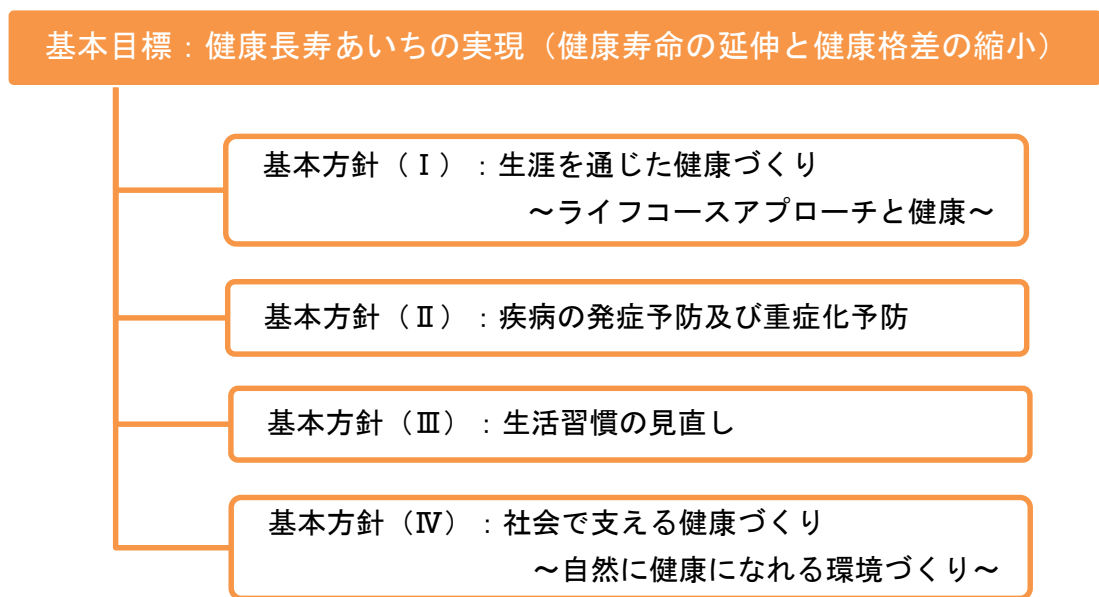 基本目標：健康長寿あいちの実現（健康寿命の延伸と健康格差の縮小）
基本方針（Ⅰ）：生涯を通じた健康づくり
～ライフコースアプローチと健康～
基本方針（Ⅱ）：疾病の発症予防及び重症化予防
基本方針（Ⅲ）：生活習慣の見直し
基本方針（Ⅳ）：社会で支える健康づくり
～自然に健康になれる環境づくり～